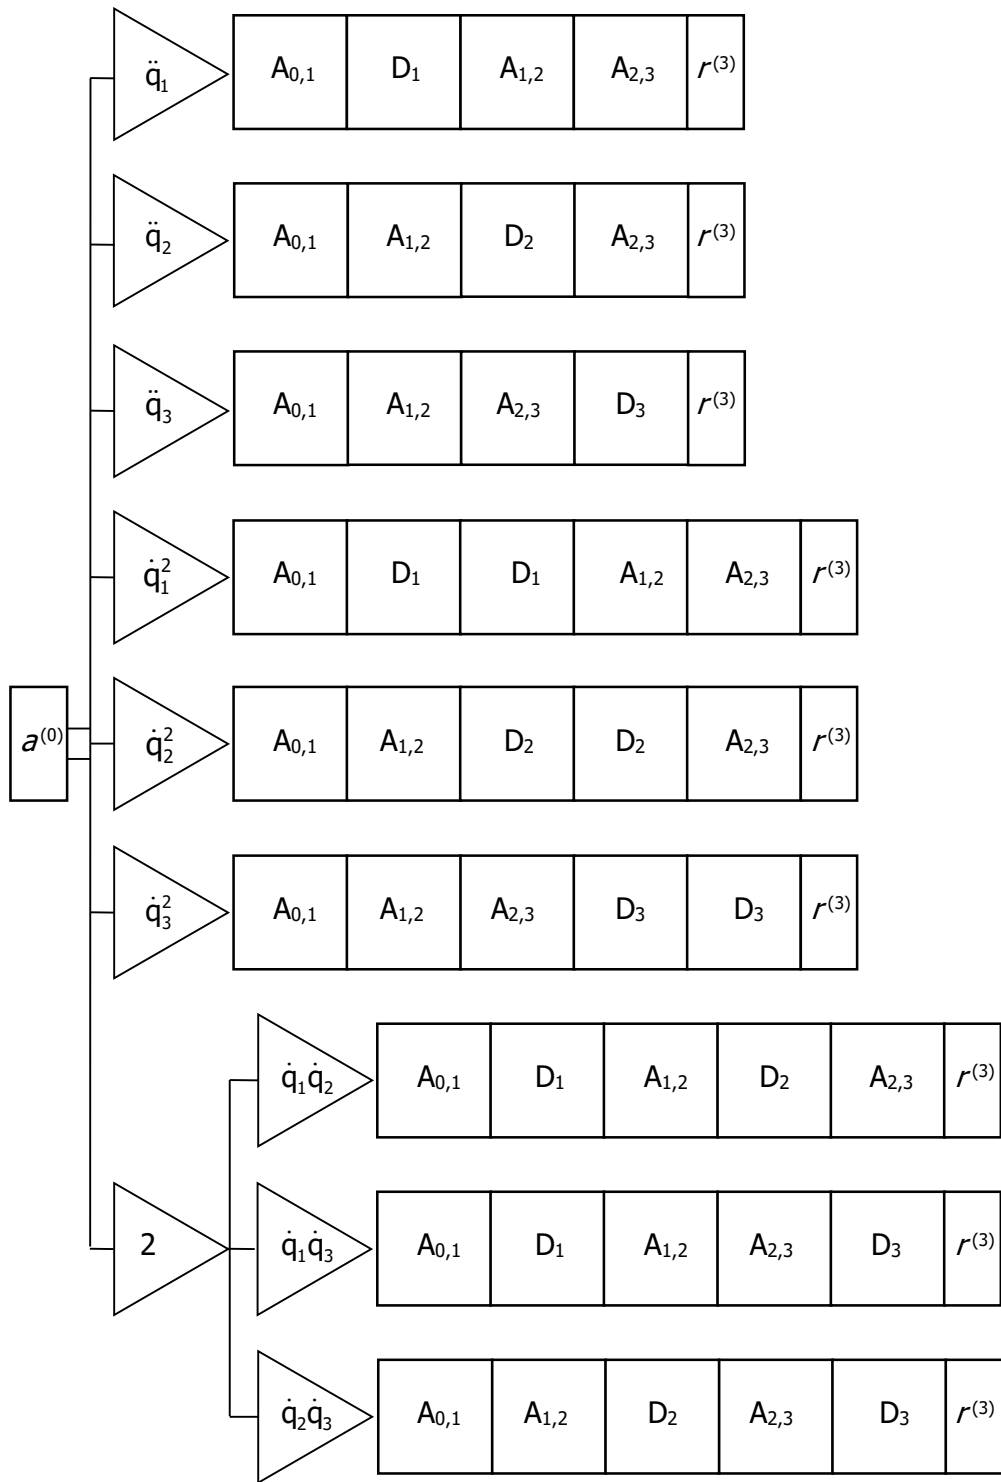 q̈₁ A₀,₁ D₁ A₁,₂ A₂,₃ r⁽³⁾
q̈₂ A₀,₁ A₁,₂ D₂ A₂,₃ r⁽³⁾
q̈₃ A₀,₁ A₁,₂ A₂,₃ D₃ r⁽³⁾
q̇₁² A₀,₁ D₁ D₁ A₁,₂ A₂,₃ r⁽³⁾
a⁽⁰⁾ q̇₂² A₀,₁ A₁,₂ D₂ D₂ A₂,₃ r⁽³⁾
q̇₃² A₀,₁ A₁,₂ A₂,₃ D₃ D₃ r⁽³⁾
q̇₁q̇₂ A₀,₁ D₁ A₁,₂ D₂ A₂,₃ r⁽³⁾
2 q̇₁q̇₃ A₀,₁ D₁ A₁,₂ A₂,₃ D₃ r⁽³⁾
q̇₂q̇₃ A₀,₁ A₁,₂ D₂ A₂,₃ D₃ r⁽³⁾